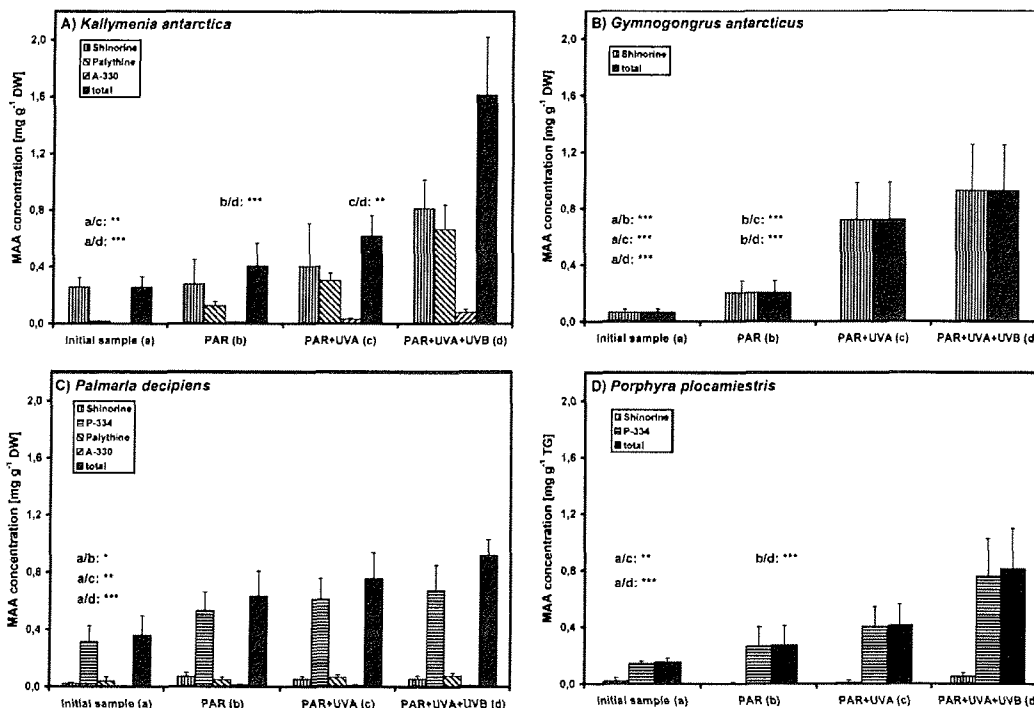 A) Kallymenia antarctica
MAA concentration [mg g⁻¹ DW]
2,0
1,6
1,2
0,8
0,4
0,0
Shinorine
Palythine
A-330
total
a/c: **
a/d: ***
b/d: ***
c/d: **
Initial sample (a)
PAR (b)
PAR+UVA (c)
PAR+UVA+UVB (d)
B) Gymnogongrus antarcticus
MAA concentration [mg g⁻¹ DW]
2,0
1,6
1,2
0,8
0,4
0,0
Shinorine
total
a/b: ***
a/c: ***
a/d: ***
b/c: ***
b/d: ***
Initial sample (a)
PAR (b)
PAR+UVA (c)
PAR+UVA+UVB (d)
C) Palmaria decipiens
MAA concentration [mg g⁻¹ DW]
2,0
1,6
1,2
0,8
0,4
0,0
Shinorine
P-334
Palythine
A-330
total
a/b: *
a/c: **
a/d: ***
Initial sample (a)
PAR (b)
PAR+UVA (c)
PAR+UVA+UVB (d)
D) Porphyra plocamiestris
MAA concentration [mg g⁻¹ TG]
2,0
1,6
1,2
0,8
0,4
0,0
Shinorine
P-334
total
a/c: **
a/d: ***
b/d: ***
Initial sample (a)
PAR (b)
PAR+UVA (c)
PAR+UVA+UVB (d)